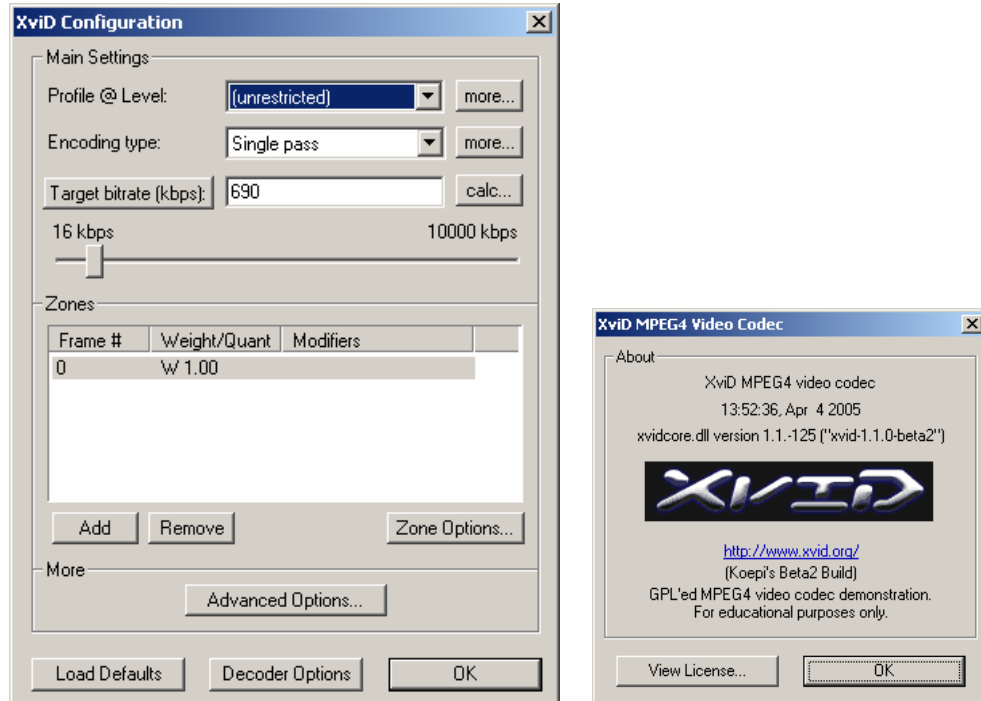 XviD Configuration
Main Settings
Profile @ Level: (unrestricted) more...
Encoding type: Single pass more...
Target bitrate (kbps): 690 calc...
16 kbps 10000 kbps
Zones
Frame # Weight/Quant Modifiers
0 W 1.00
Add Remove Zone Options...
More
Advanced Options...
Load Defaults Decoder Options OK
XviD MPEG4 Video Codec
About
XviD MPEG4 video codec
13:52:36, Apr 4 2005
xvidcore.dll version 1.1.-125 ("xvid-1.1.0-beta2")
XVID
http://www.xvid.org/
(Koepi's Beta2 Build)
GPL'ed MPEG4 video codec demonstration.
For educational purposes only.
View License... OK